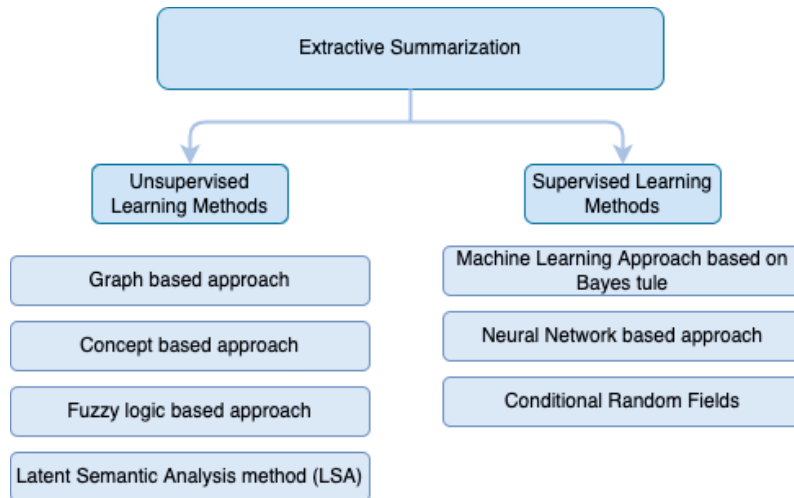 Extractive Summarization
Unsupervised
Learning Methods
Supervised Learning
Methods
Graph based approach
Concept based approach
Fuzzy logic based approach
Latent Semantic Analysis method (LSA)
Machine Learning Approach based on
Bayes tule
Neural Network based approach
Conditional Random Fields